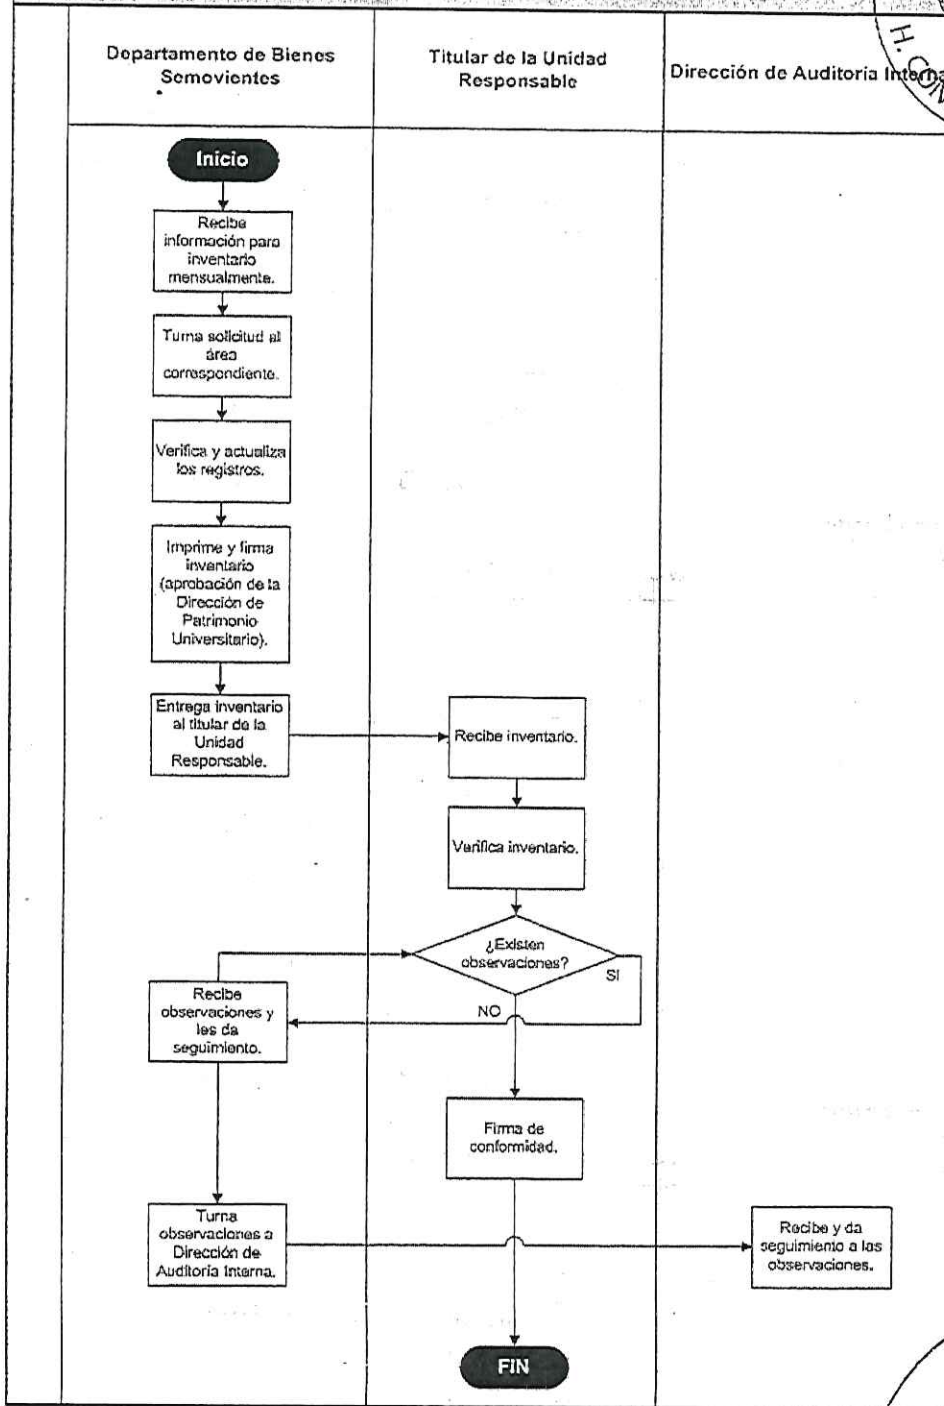 Departamento de Bienes
Semovientes
Titular de la Unidad
Responsable
Dirección de Auditoria Interna
H. CON
Inicio
Recibe
información para
inventario
mensualmente.
Turna solicitud al
área
correspondiente.
Verifica y actualiza
los registros.
Imprime y firma
inventario
(aprobación de la
Dirección de
Patrimonio
Universitario).
Entrega inventario
al titular de la
Unidad
Responsable.
Recibe inventario.
Verifica inventario.
¿Existen
observaciones?
SI
NO
Recibe
observaciones y
les da
seguimiento.
Firma de
conformidad.
Turna
observaciones a
Dirección de
Auditoria Interna.
Recibe y da
seguimiento a las
observaciones.
FIN